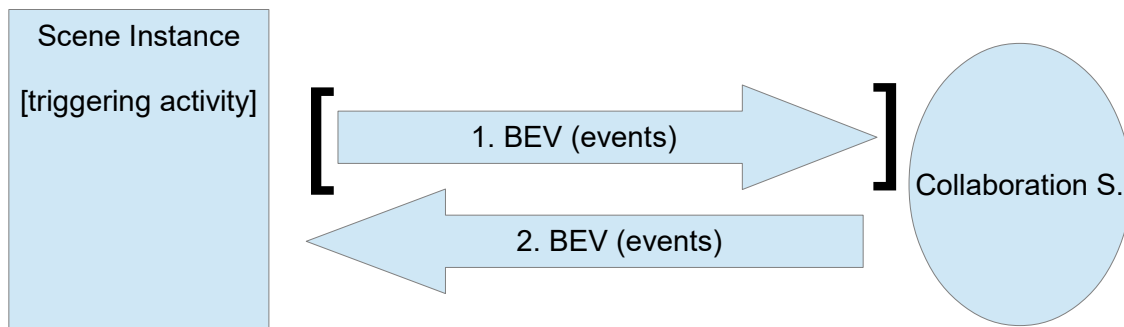 Scene Instance
[triggering activity]
[ 1. BEV (events) ]
Collaboration S.
2. BEV (events)